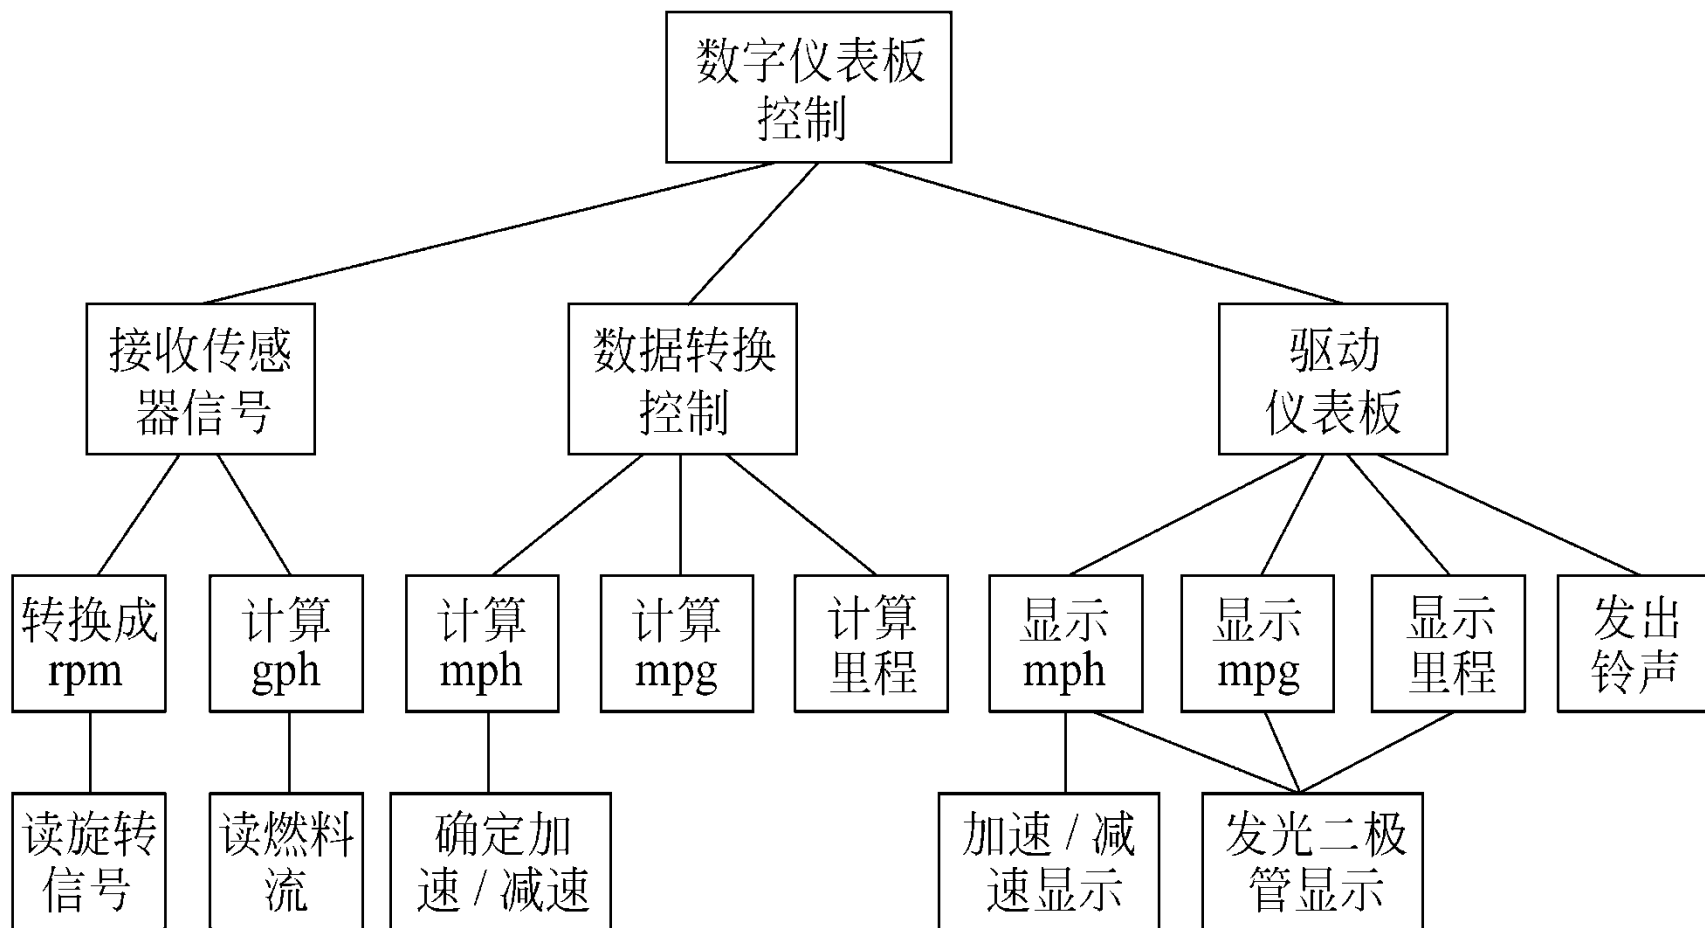 数字仪表板
控制
接收传感
器信号
数据转换
控制
驱动
仪表板
转换成
rpm
计算
gph
计算
mph
计算
mpg
计算
里程
显示
mph
显示
mpg
显示
里程
发出
铃声
读旋转
信号
读燃料
流
确定加
速 / 减速
加速 / 减
速显示
发光二极
管显示